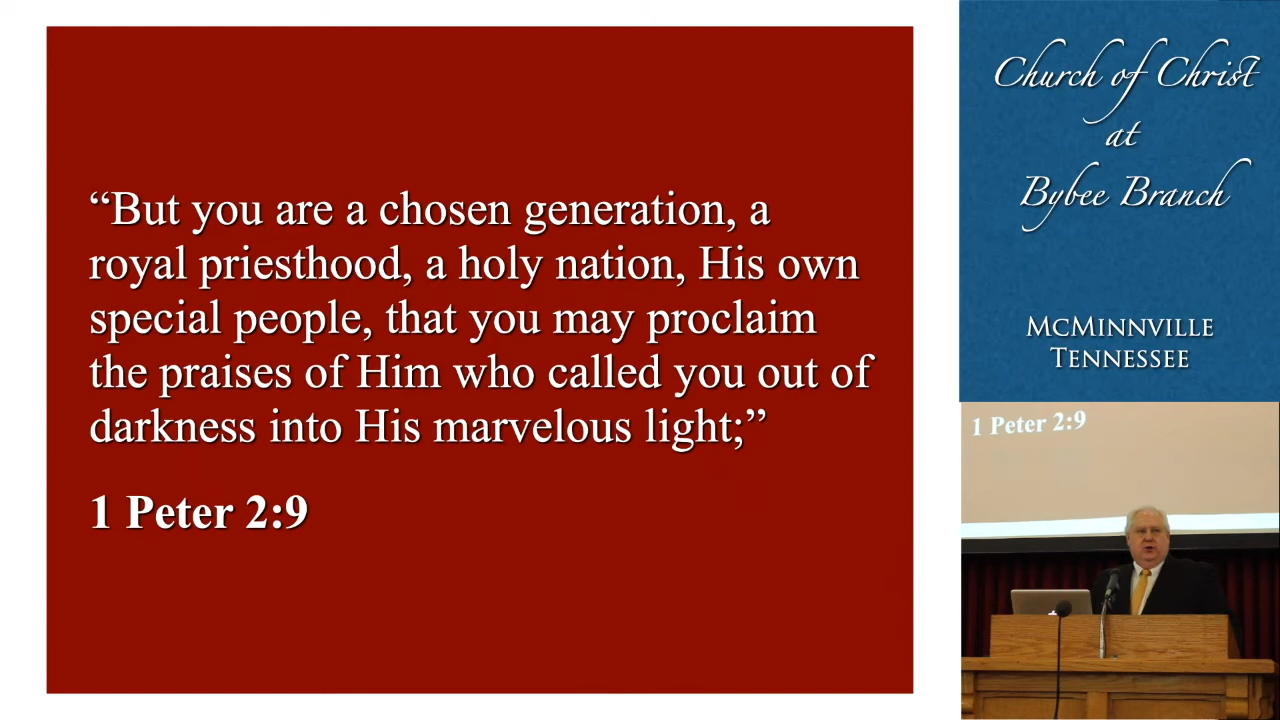 “But you are a chosen generation, a
royal priesthood, a holy nation, His own
special people, that you may proclaim
the praises of Him who called you out of
darkness into His marvelous light;”
1 Peter 2:9
Church of Christ
at
Bybee Branch
McMinnville
Tennessee
1 Peter 2:9